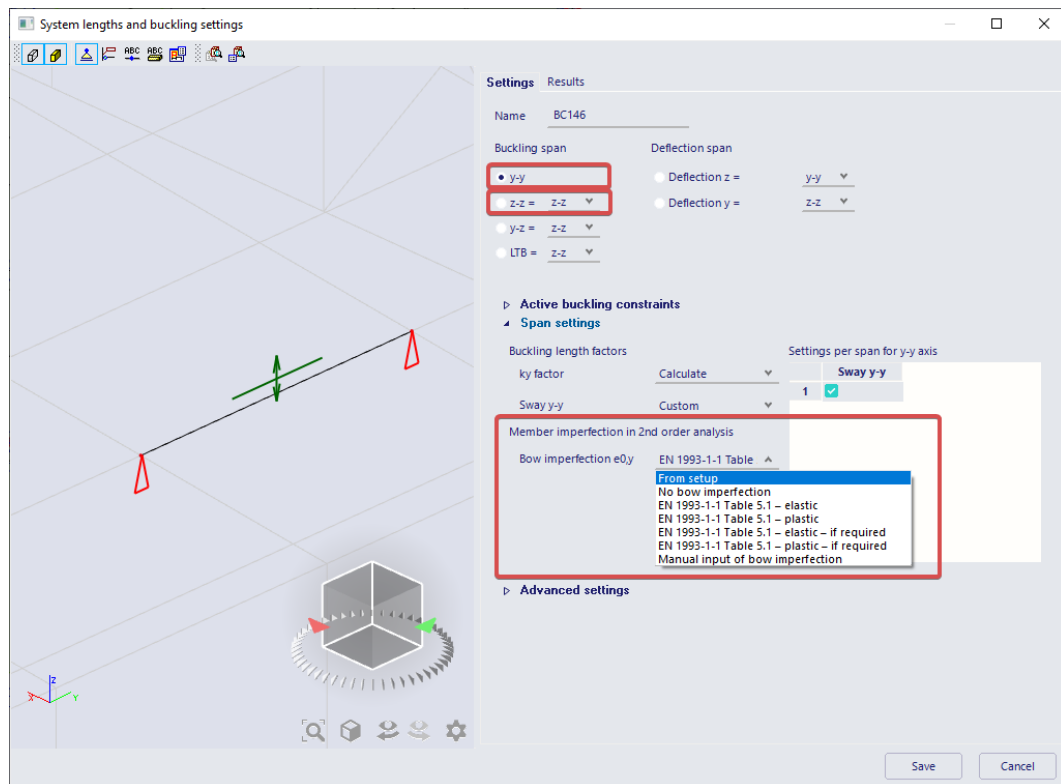 System lengths and buckling settings
ABC ABC
Settings Results
Name BC146
Buckling span Deflection span
y-y Deflection z = y-y
z-z = z-z Deflection y = z-z
y-z = z-z
LTB = z-z
Active buckling constraints
Span settings
Buckling length factors Settings per span for y-y axis
ky factor Calculate Sway y-y
1
Sway y-y Custom
Member imperfection in 2nd order analysis
Bow imperfection e0,y EN 1993-1-1 Table
From setup
No bow imperfection
EN 1993-1-1 Table 5.1 – elastic
EN 1993-1-1 Table 5.1 – plastic
EN 1993-1-1 Table 5.1 – elastic – if required
EN 1993-1-1 Table 5.1 – plastic – if required
Manual input of bow imperfection
Advanced settings
Z
X Y
Save Cancel